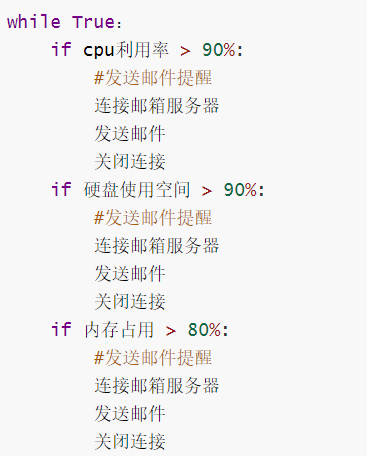 while True：
    if cpu利用率 > 90%:
        #发送邮件提醒
        连接邮箱服务器
        发送邮件
        关闭连接
    if 硬盘使用空间 > 90%:
        #发送邮件提醒
        连接邮箱服务器
        发送邮件
        关闭连接
    if 内存占用 > 80%:
        #发送邮件提醒
        连接邮箱服务器
        发送邮件
        关闭连接